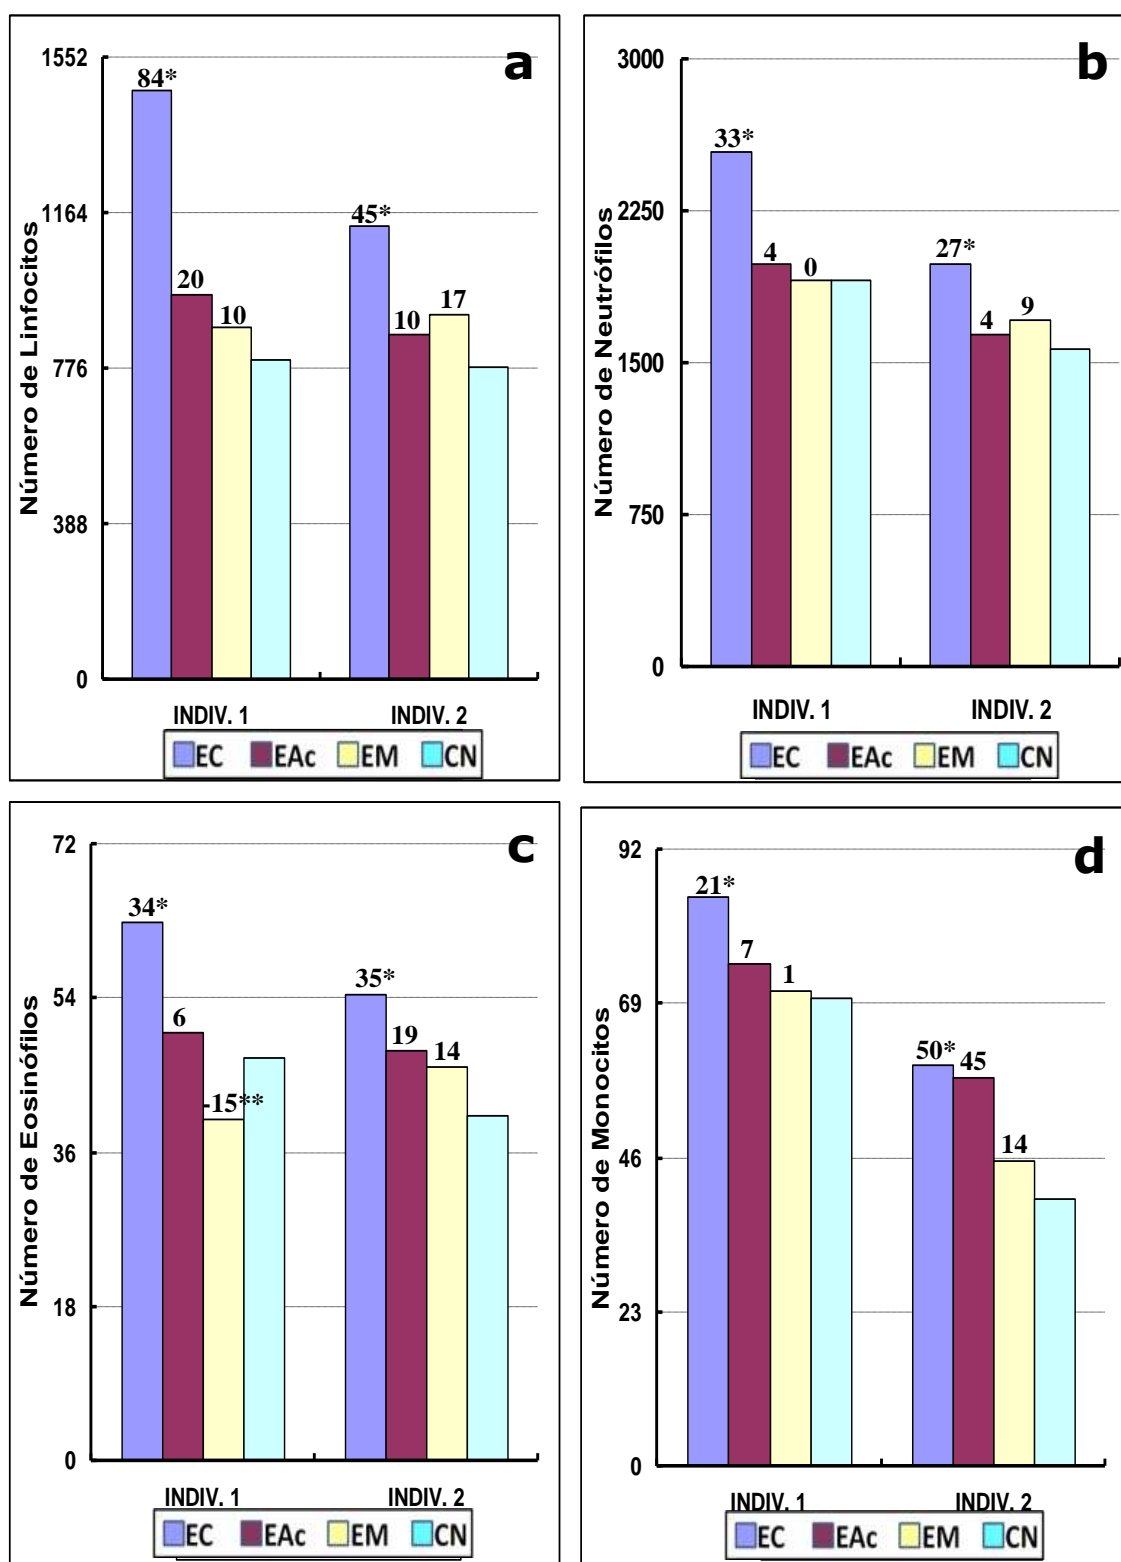 a
Número de Linfocitos
1552
1164
776
388
0
84*
20
10
45*
10
17
INDIV. 1
INDIV. 2
EC EAc EM CN
b
Número de Neutrófilos
3000
2250
1500
750
0
33*
4
0
27*
4
9
INDIV. 1
INDIV. 2
EC EAc EM CN
c
Número de Eosinófilos
72
54
36
18
0
34*
6
-15**
35*
19
14
INDIV. 1
INDIV. 2
EC EAc EM CN
d
Número de Monocitos
92
69
46
23
0
21*
7
1
50*
45
14
INDIV. 1
INDIV. 2
EC EAc EM CN